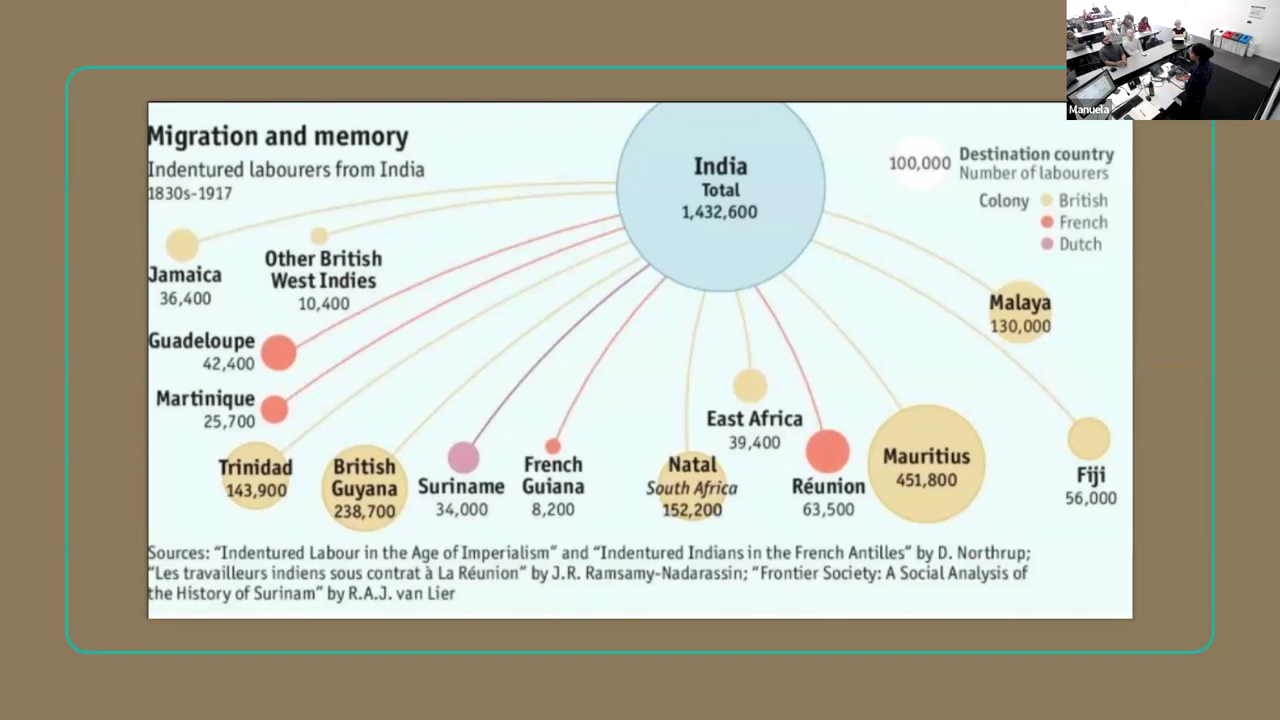 Manuela
Migration and memory
Indentured labourers from India
1830s-1917
India
Total
1,432,600
100,000
Destination country
Number of labourers
Colony
British
French
Dutch
Jamaica
36,400
Other British
West Indies
10,400
Guadeloupe
42,400
Martinique
25,700
Trinidad
143,900
British
Guyana
238,700
Suriname
34,000
French
Guiana
8,200
Natal
South Africa
152,200
East Africa
39,400
Réunion
63,500
Mauritius
451,800
Malaya
130,000
Fiji
56,000
Sources: “Indentured Labour in the Age of Imperialism” and “Indentured Indians in the French Antilles” by D. Northrup;
“Les travailleurs indiens sous contrat à La Réunion” by J.R. Ramsamy-Nadarassin; “Frontier Society: A Social Analysis of
the History of Surinam” by R.A.J. van Lier